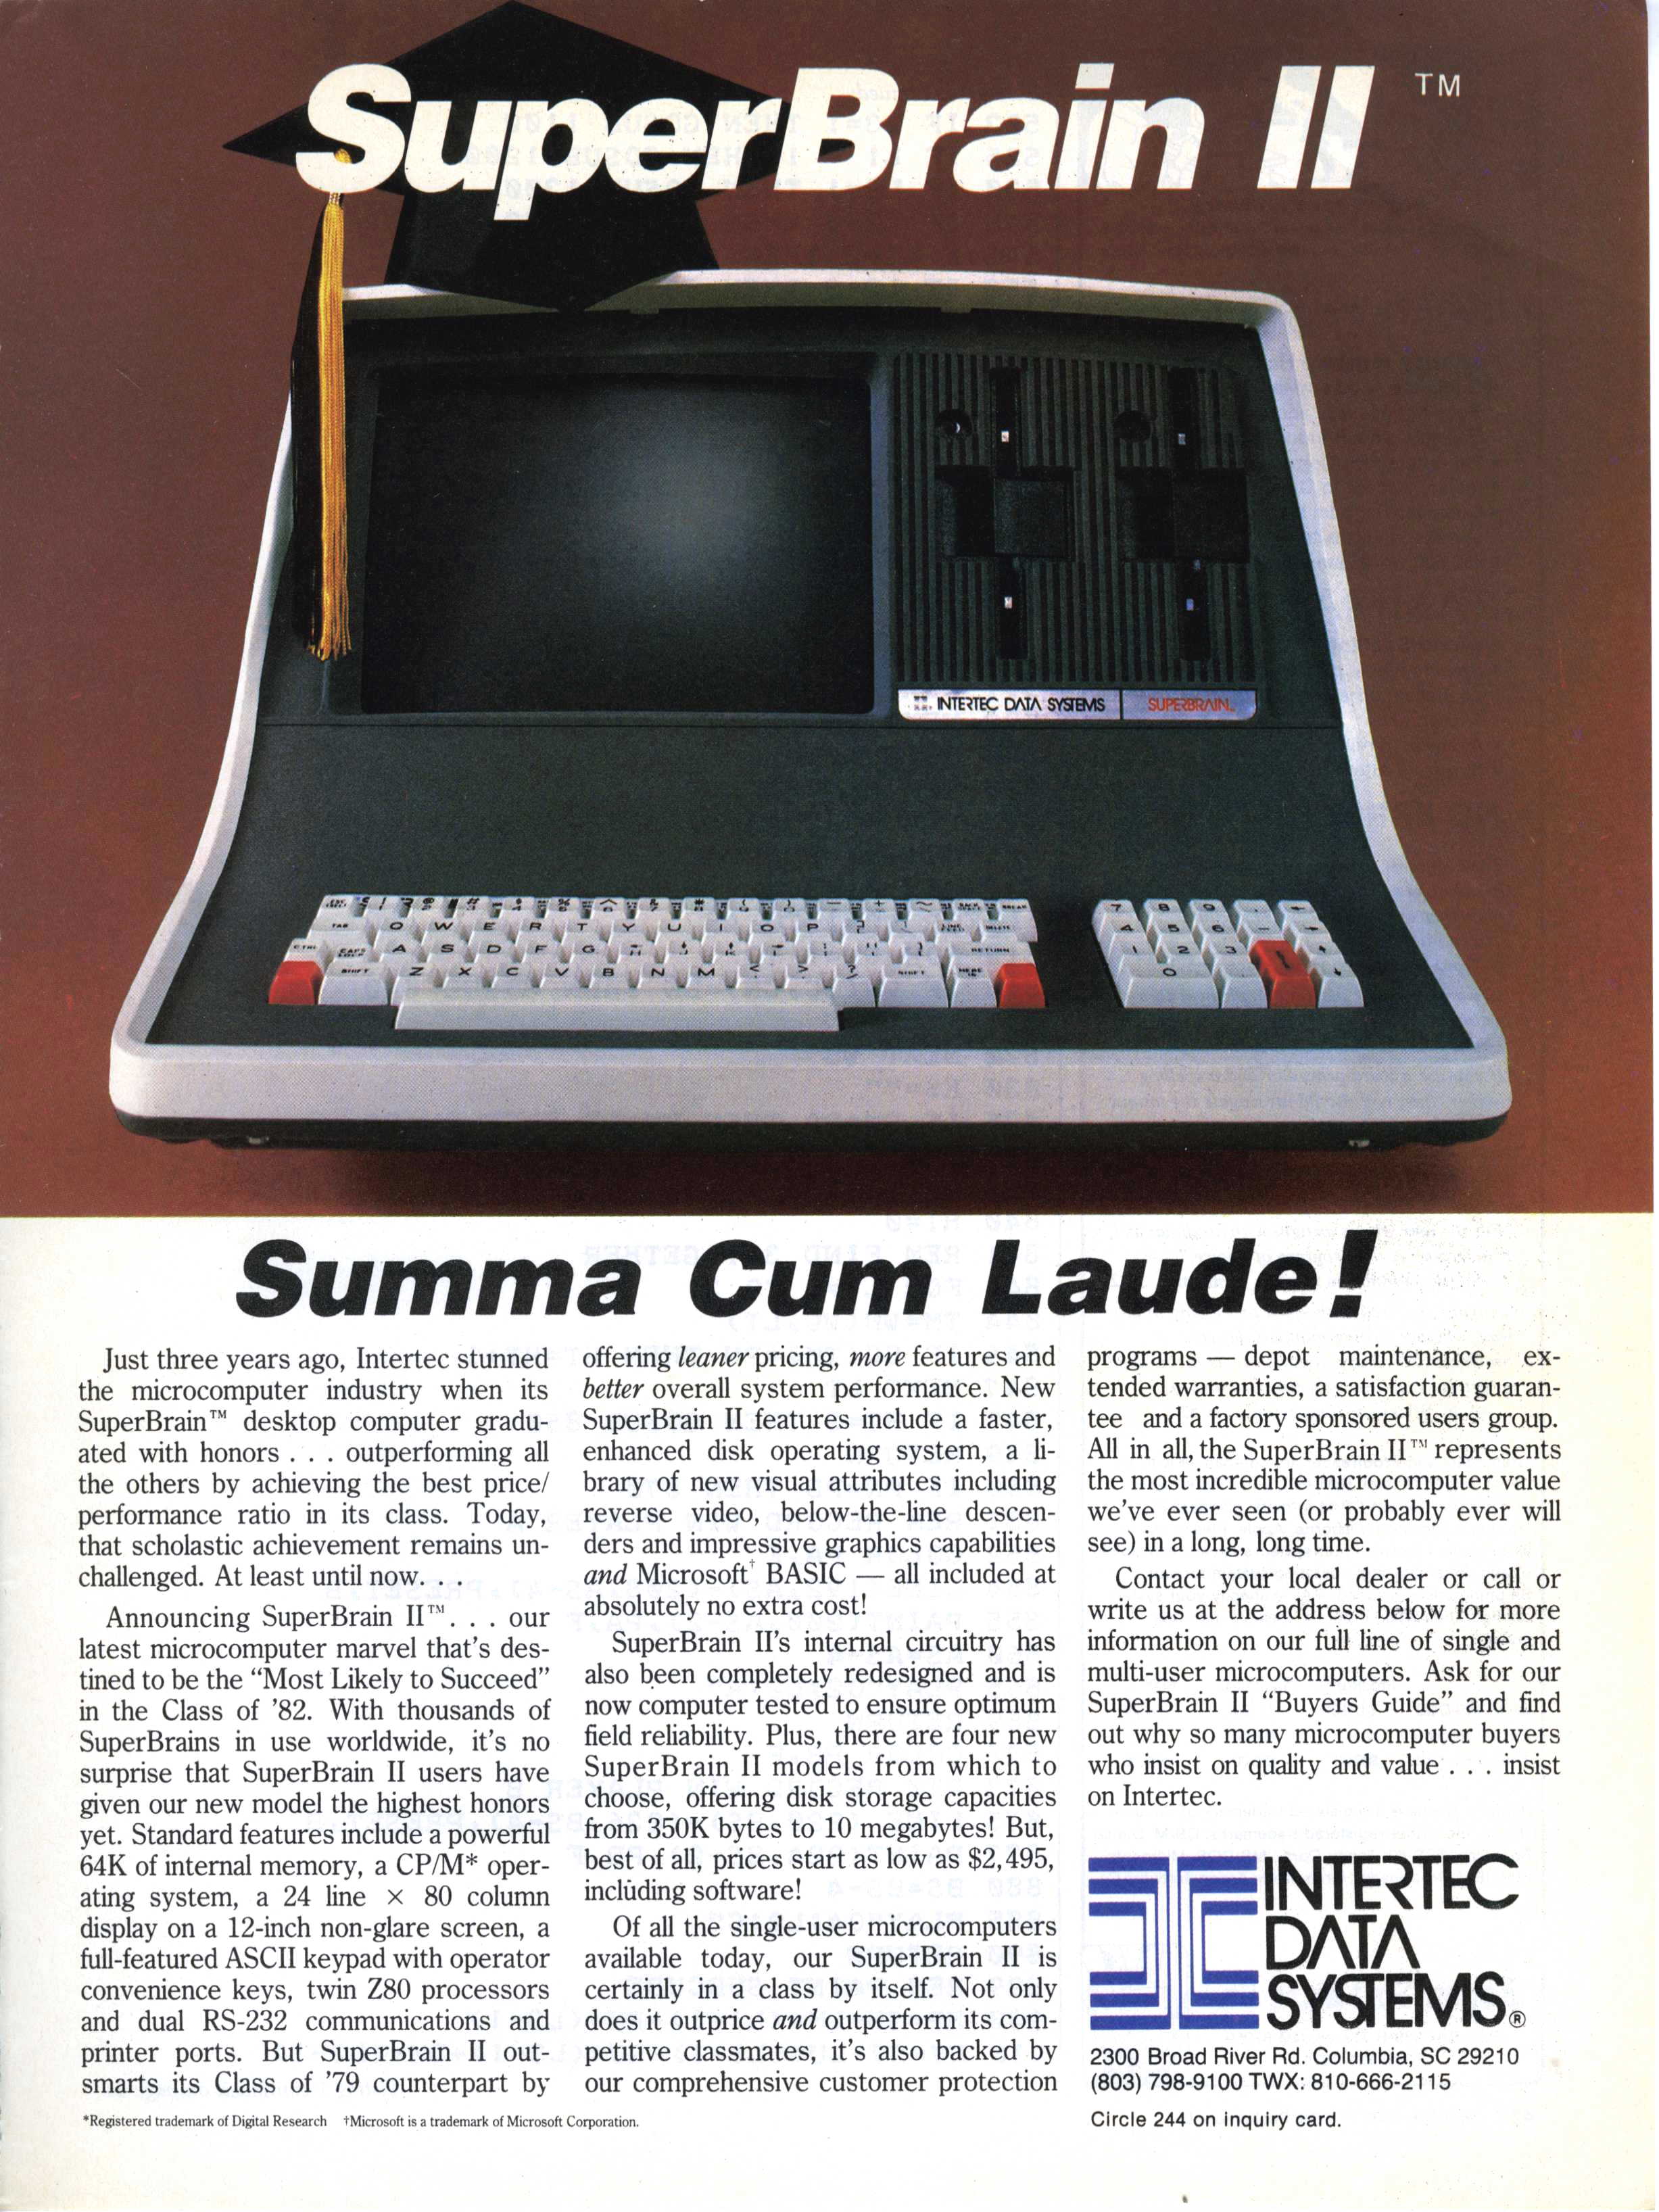 SuperBrain II ™
INTERTEC DATA SYSTEMS SUPERBRAIN™
TAB Q W E R T Y U I O P
A S D F G RETURN
SHIFT Z X C V B N M < > ? SHIFT
BREAK
7 8 9
4 5 6
1 2 3
0
Summa Cum Laude!
Just three years ago, Intertec stunned
the microcomputer industry when its
SuperBrain™ desktop computer gradu-
ated with honors . . . outperforming all
the others by achieving the best price/
performance ratio in its class. Today,
that scholastic achievement remains un-
challenged. At least until now. . .
Announcing SuperBrain II™. . . our
latest microcomputer marvel that's des-
tined to be the “Most Likely to Succeed”
in the Class of '82. With thousands of
SuperBrains in use worldwide, it's no
surprise that SuperBrain II users have
given our new model the highest honors
yet. Standard features include a powerful
64K of internal memory, a CP/M* oper-
ating system, a 24 line × 80 column
display on a 12-inch non-glare screen, a
full-featured ASCII keypad with operator
convenience keys, twin Z80 processors
and dual RS-232 communications and
printer ports. But SuperBrain II out-
smarts its Class of '79 counterpart by
offering leaner pricing, more features and
better overall system performance. New
SuperBrain II features include a faster,
enhanced disk operating system, a li-
brary of new visual attributes including
reverse video, below-the-line descen-
ders and impressive graphics capabilities
and Microsoft† BASIC — all included at
absolutely no extra cost!
SuperBrain II's internal circuitry has
also been completely redesigned and is
now computer tested to ensure optimum
field reliability. Plus, there are four new
SuperBrain II models from which to
choose, offering disk storage capacities
from 350K bytes to 10 megabytes! But,
best of all, prices start as low as $2,495,
including software!
Of all the single-user microcomputers
available today, our SuperBrain II is
certainly in a class by itself. Not only
does it outprice and outperform its com-
petitive classmates, it's also backed by
our comprehensive customer protection
programs — depot maintenance, ex-
tended warranties, a satisfaction guaran-
tee and a factory sponsored users group.
All in all, the SuperBrain II™ represents
the most incredible microcomputer value
we've ever seen (or probably ever will
see) in a long, long time.
Contact your local dealer or call or
write us at the address below for more
information on our full line of single and
multi-user microcomputers. Ask for our
SuperBrain II “Buyers Guide” and find
out why so many microcomputer buyers
who insist on quality and value . . . insist
on Intertec.
INTERTEC
DATA
SYSTEMS®
2300 Broad River Rd. Columbia, SC 29210
(803) 798-9100 TWX: 810-666-2115
Circle 244 on inquiry card.
*Registered trademark of Digital Research †Microsoft is a trademark of Microsoft Corporation.